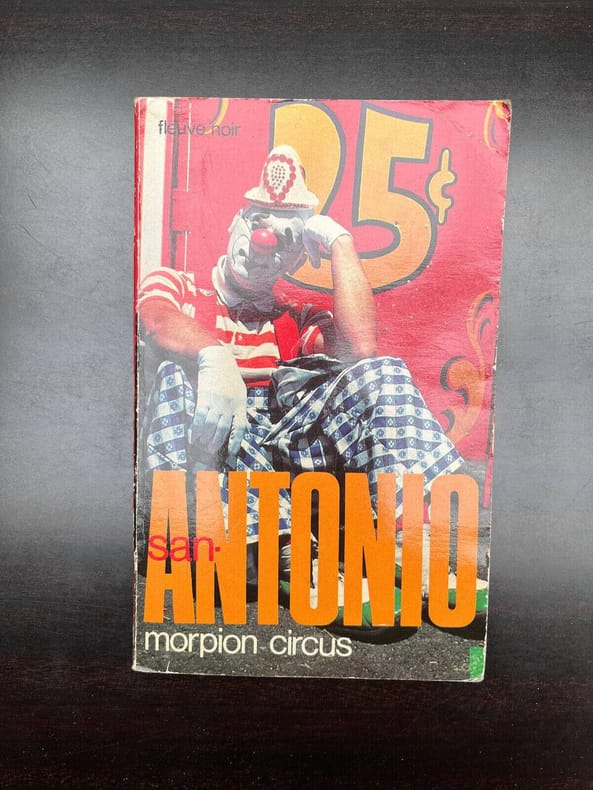 fleuve noir
25¢
san-
ANTONIO
morpion circus